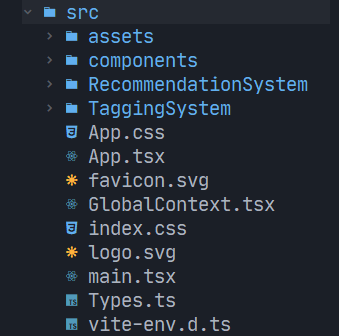 src
assets
components
RecommendationSystem
TaggingSystem
App.css
App.tsx
favicon.svg
GlobalContext.tsx
index.css
logo.svg
main.tsx
Types.ts
vite-env.d.ts